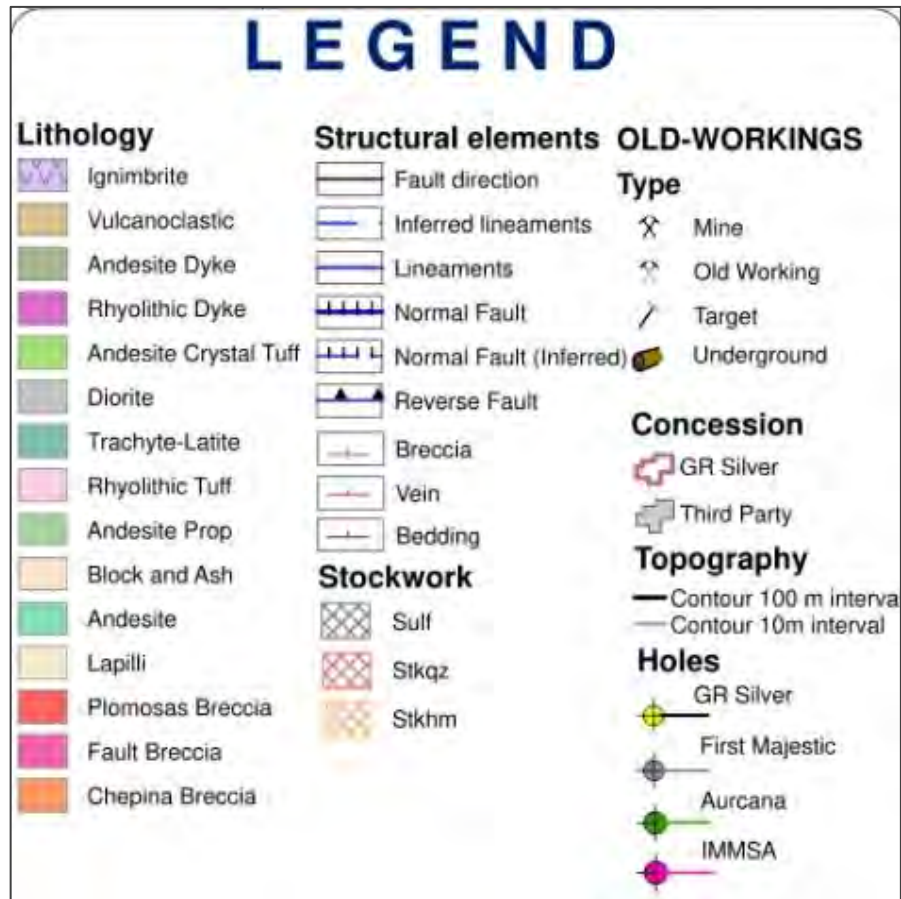 LEGEND
Lithology
Ignimbrite
Vulcanoclastic
Andesite Dyke
Rhyolithic Dyke
Andesite Crystal Tuff
Diorite
Trachyte-Latite
Rhyolithic Tuff
Andesite Prop
Block and Ash
Andesite
Lapilli
Plomosas Breccia
Fault Breccia
Chepina Breccia
Structural elements
Fault direction
Inferred lineaments
Lineaments
Normal Fault
Normal Fault (Inferred)
Reverse Fault
Breccia
Vein
Bedding
Stockwork
Sulf
Stkqz
Stkhm
OLD-WORKINGS
Type
Mine
Old Working
Target
Underground
Concession
GR Silver
Third Party
Topography
Contour 100 m interva
Contour 10m interval
Holes
GR Silver
First Majestic
Aurcana
IMMSA